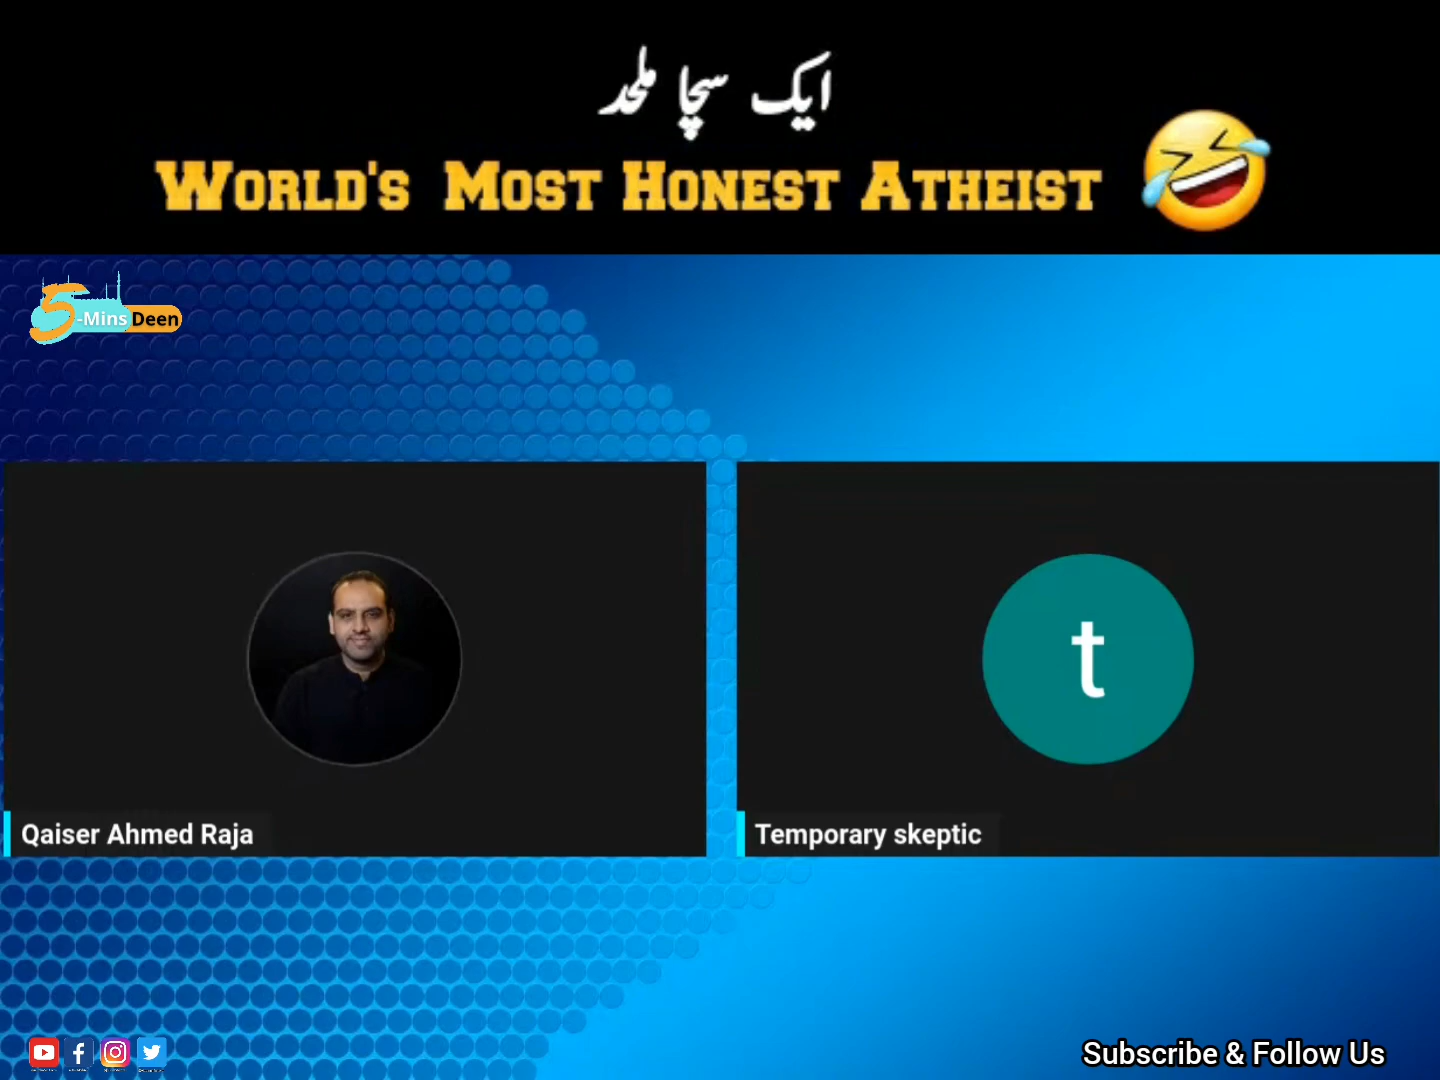 ایک سچا ملحد
World's Most Honest Atheist
5-Mins Deen
t
Qaiser Ahmed Raja
Temporary skeptic
Subscribe & Follow Us